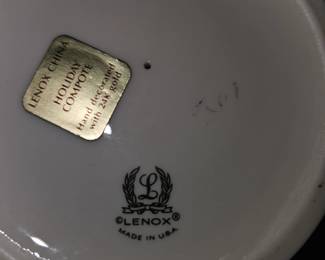 LENOX CHINA
HOLIDAY
COMPOTE
Hand decorated
with 24K gold
L
©LENOX®
MADE IN U.S.A.